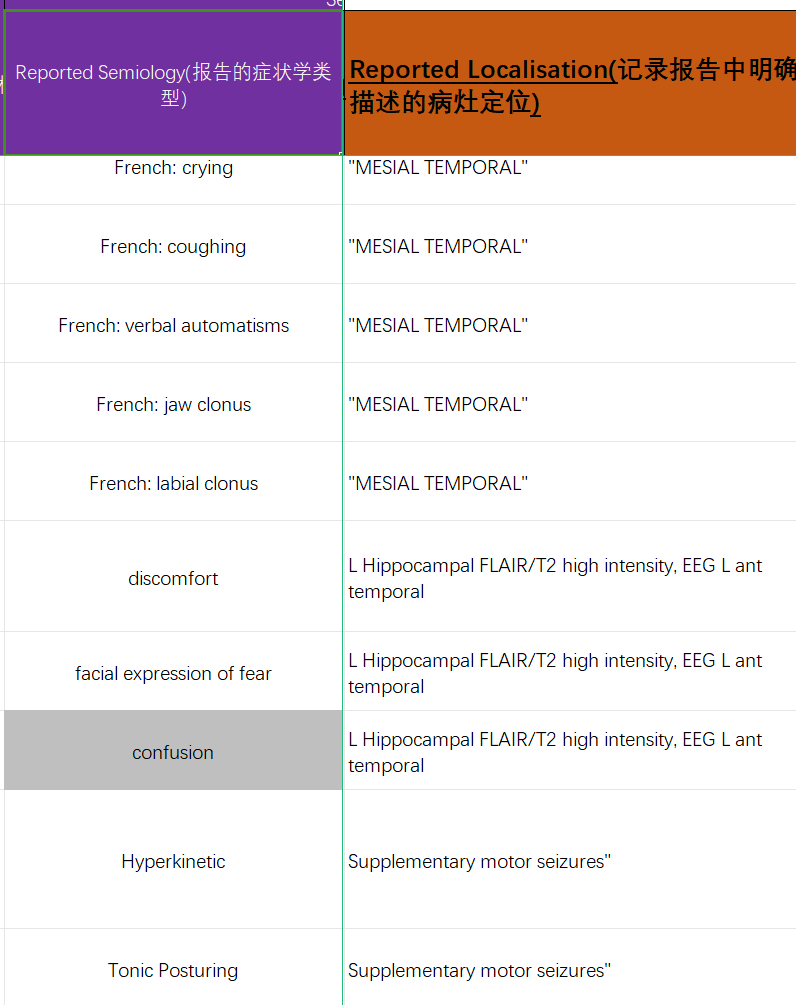 Reported Semiology(报告的症状学类
型)
Reported Localisation(记录报告中明确
描述的病灶定位)
French: crying
"MESIAL TEMPORAL"
French: coughing
"MESIAL TEMPORAL"
French: verbal automatisms
"MESIAL TEMPORAL"
French: jaw clonus
"MESIAL TEMPORAL"
French: labial clonus
"MESIAL TEMPORAL"
discomfort
L Hippocampal FLAIR/T2 high intensity, EEG L ant
temporal
facial expression of fear
L Hippocampal FLAIR/T2 high intensity, EEG L ant
temporal
confusion
L Hippocampal FLAIR/T2 high intensity, EEG L ant
temporal
Hyperkinetic
Supplementary motor seizures"
Tonic Posturing
Supplementary motor seizures"